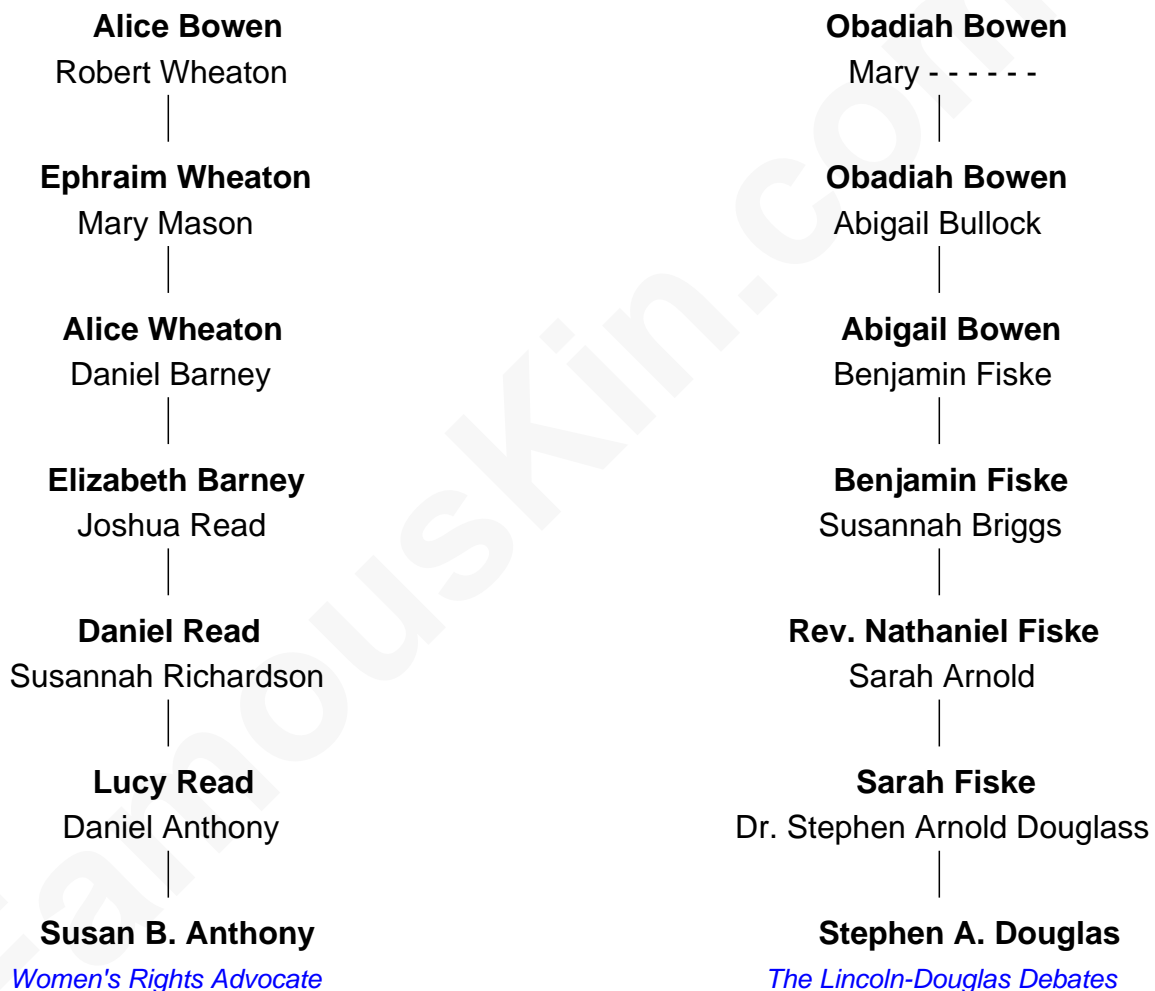 Alice Bowen
Robert Wheaton
Ephraim Wheaton
Mary Mason
Alice Wheaton
Daniel Barney
Elizabeth Barney
Joshua Read
Daniel Read
Susannah Richardson
Lucy Read
Daniel Anthony
Susan B. Anthony
Women's Rights Advocate
Obadiah Bowen
Mary - - - - - -
Obadiah Bowen
Abigail Bullock
Abigail Bowen
Benjamin Fiske
Benjamin Fiske
Susannah Briggs
Rev. Nathaniel Fiske
Sarah Arnold
Sarah Fiske
Dr. Stephen Arnold Douglass
Stephen A. Douglas
The Lincoln-Douglas Debates
FamousKin.com